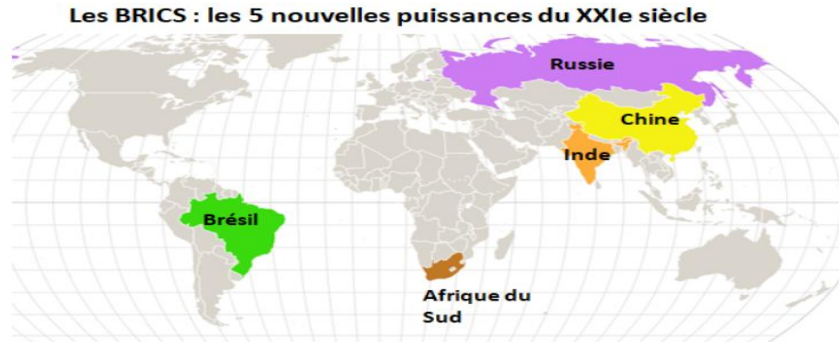 Les BRICS : les 5 nouvelles puissances du XXIe siècle
Russie
Chine
Inde
Brésil
Afrique du
Sud